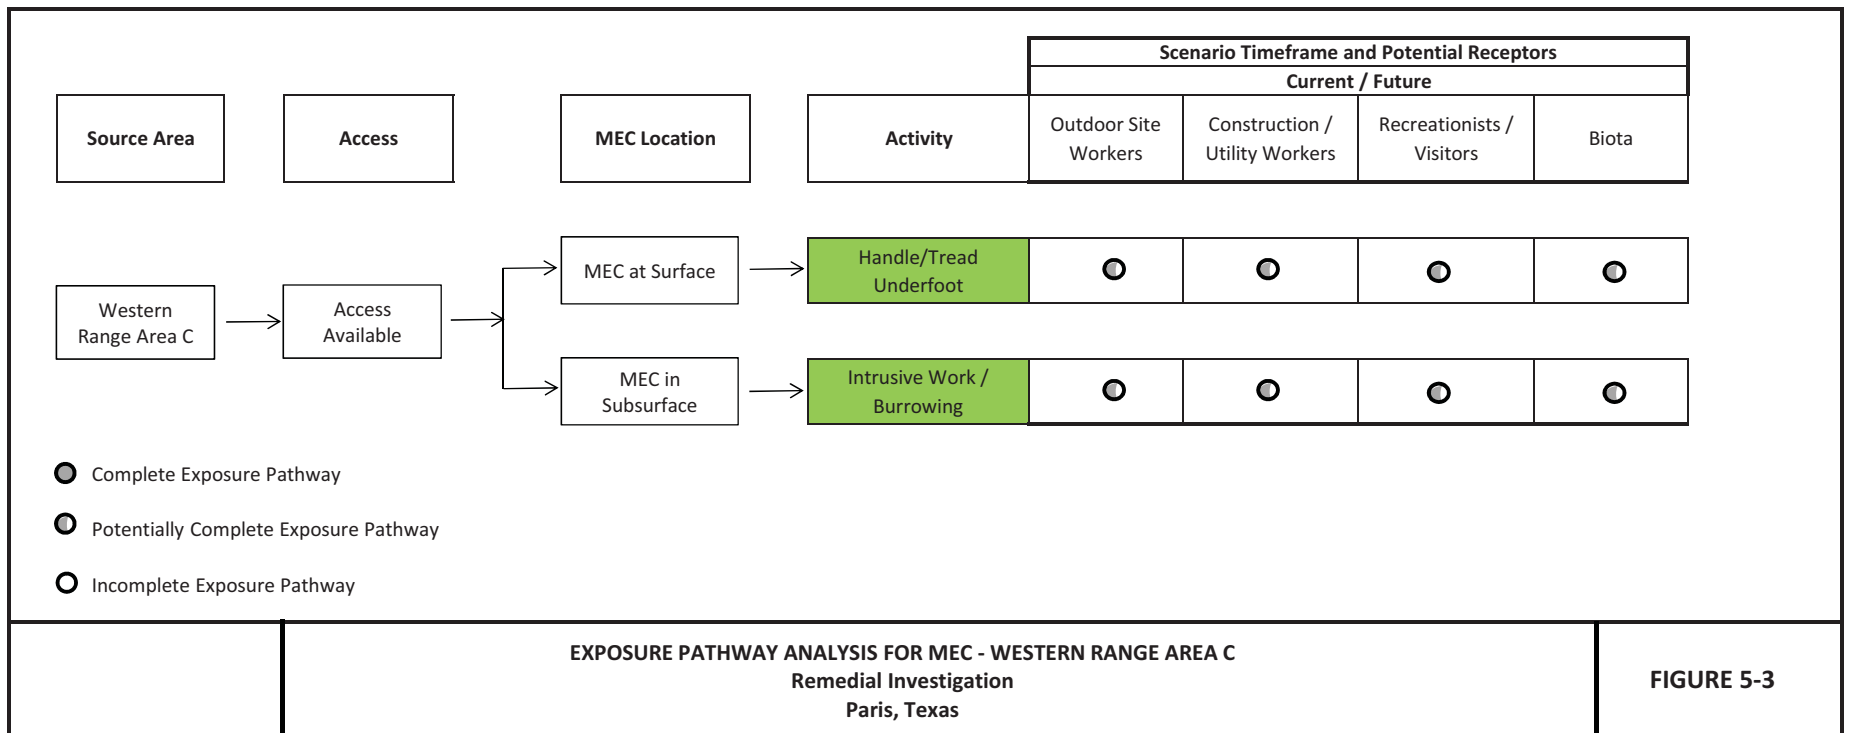 Scenario Timeframe and Potential Receptors
Current / Future
Source Area
Access
MEC Location
Activity
Outdoor Site
Workers
Construction /
Utility Workers
Recreationists /
Visitors
Biota
Western
Range Area C
Access
Available
MEC at Surface
Handle/Tread
Underfoot
MEC in
Subsurface
Intrusive Work /
Burrowing
Complete Exposure Pathway
Potentially Complete Exposure Pathway
Incomplete Exposure Pathway
EXPOSURE PATHWAY ANALYSIS FOR MEC - WESTERN RANGE AREA C
Remedial Investigation
Paris, Texas
FIGURE 5-3